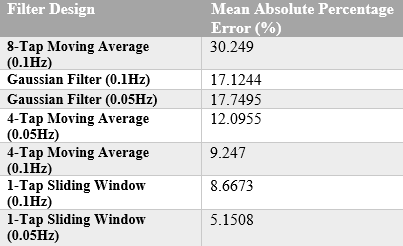 Filter Design Mean Absolute Percentage
Error (%)
8-Tap Moving Average 30.249
(0.1Hz)
Gaussian Filter (0.1Hz) 17.1244
Gaussian Filter (0.05Hz) 17.7495
4-Tap Moving Average 12.0955
(0.05Hz)
4-Tap Moving Average 9.247
(0.1Hz)
1-Tap Sliding Window 8.6673
(0.1Hz)
1-Tap Sliding Window 5.1508
(0.05Hz)